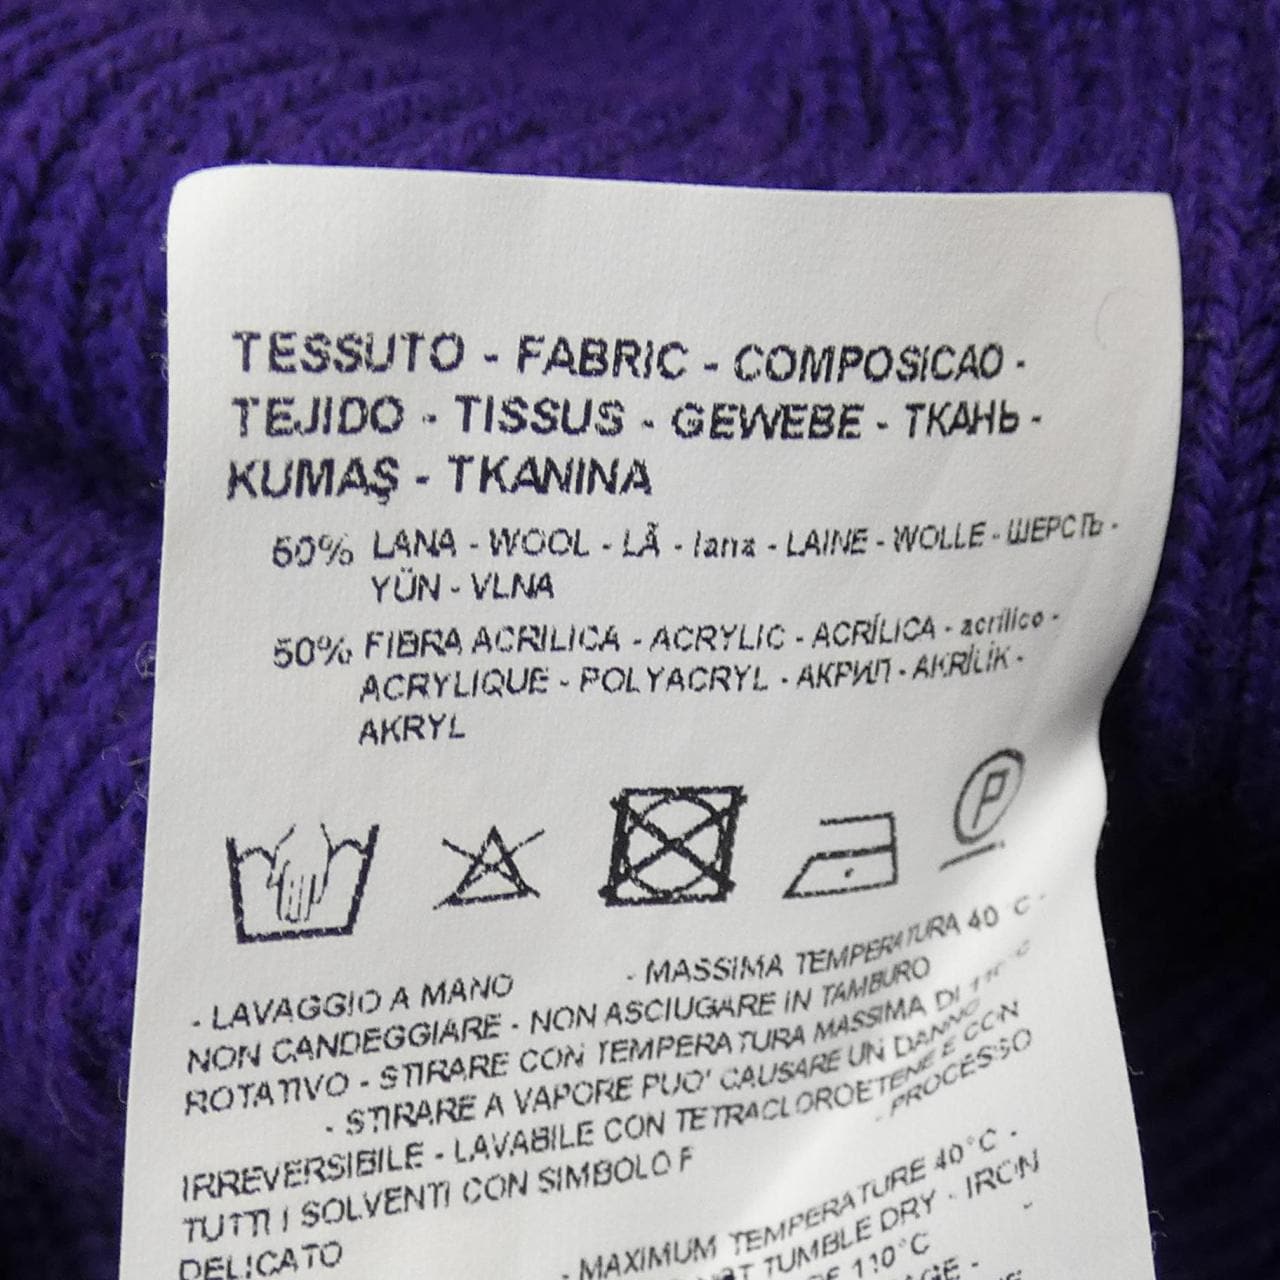 TESSUTO - FABRIC - COMPOSICAO -
TEJIDO - TISSUS - GEWEBE - ТКАНЬ -
KUMAŞ - TKANINA
50% LANA - WOOL - LÃ - lana - LAINE - WOLLE - ШЕРСТЬ -
YÜN - VLNA
50% FIBRA ACRILICA - ACRYLIC - ACRÍLICA - acrílico -
ACRYLIQUE - POLYACRYL - АКРИЛ - AKRİLİK -
AKRYL
P
- LAVAGGIO A MANO - MASSIMA TEMPERATURA 40 °C -
NON CANDEGGIARE - NON ASCIUGARE IN TAMBURO
ROTATIVO - STIRARE CON TEMPERATURA MASSIMA DI 110°C
- STIRARE A VAPORE PUO' CAUSARE UN DANNO
IRREVERSIBILE - LAVABILE CON TETRACLOROETENE E CON
TUTTI I SOLVENTI CON SIMBOLO F - PROCESSO
DELICATO
- MAXIMUM TEMPERATURE 40°C -
TUMBLE DRY - IRON
110°C
-